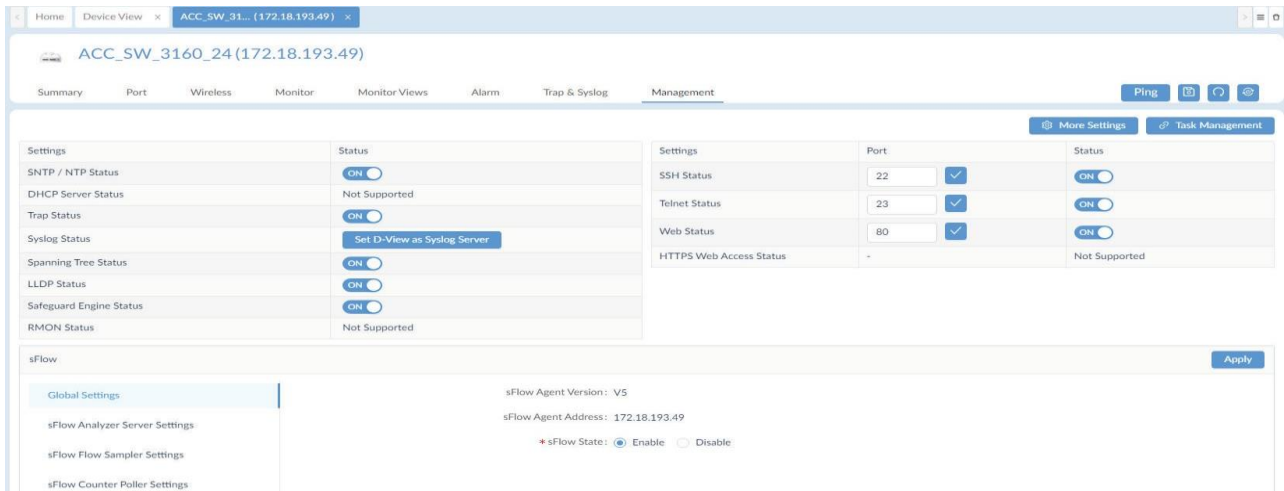 Home Device View × ACC_SW_31... (172.18.193.49) ×
ACC_SW_3160_24 (172.18.193.49)
Summary Port Wireless Monitor Monitor Views Alarm Trap & Syslog Management Ping
More Settings Task Management
Settings Status
SNTP / NTP Status ON
DHCP Server Status Not Supported
Trap Status ON
Syslog Status Set D-View as Syslog Server
Spanning Tree Status ON
LLDP Status ON
Safeguard Engine Status ON
RMON Status Not Supported
Settings Port Status
SSH Status 22 ON
Telnet Status 23 ON
Web Status 80 ON
HTTPS Web Access Status - Not Supported
sFlow Apply
Global Settings
sFlow Analyzer Server Settings
sFlow Flow Sampler Settings
sFlow Counter Poller Settings
sFlow Agent Version: V5
sFlow Agent Address: 172.18.193.49
* sFlow State: Enable Disable